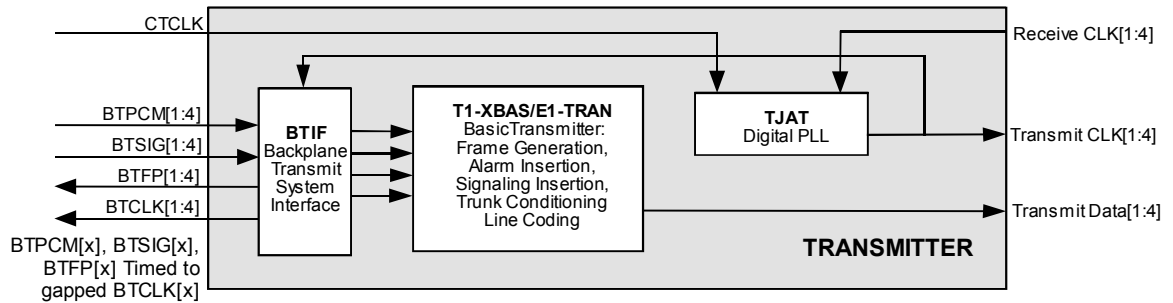 CTCLK
Receive CLK[1:4]
BTPCM[1:4]
BTSIG[1:4]
BTFP[1:4]
BTCLK[1:4]
BTPCM[x], BTSIG[x],
BTFP[x] Timed to
gapped BTCLK[x]
BTIF
Backplane
Transmit
System
Interface
T1-XBAS/E1-TRAN
BasicTransmitter:
Frame Generation,
Alarm Insertion,
Signaling Insertion,
Trunk Conditioning
Line Coding
TJAT
Digital PLL
Transmit CLK[1:4]
Transmit Data[1:4]
TRANSMITTER